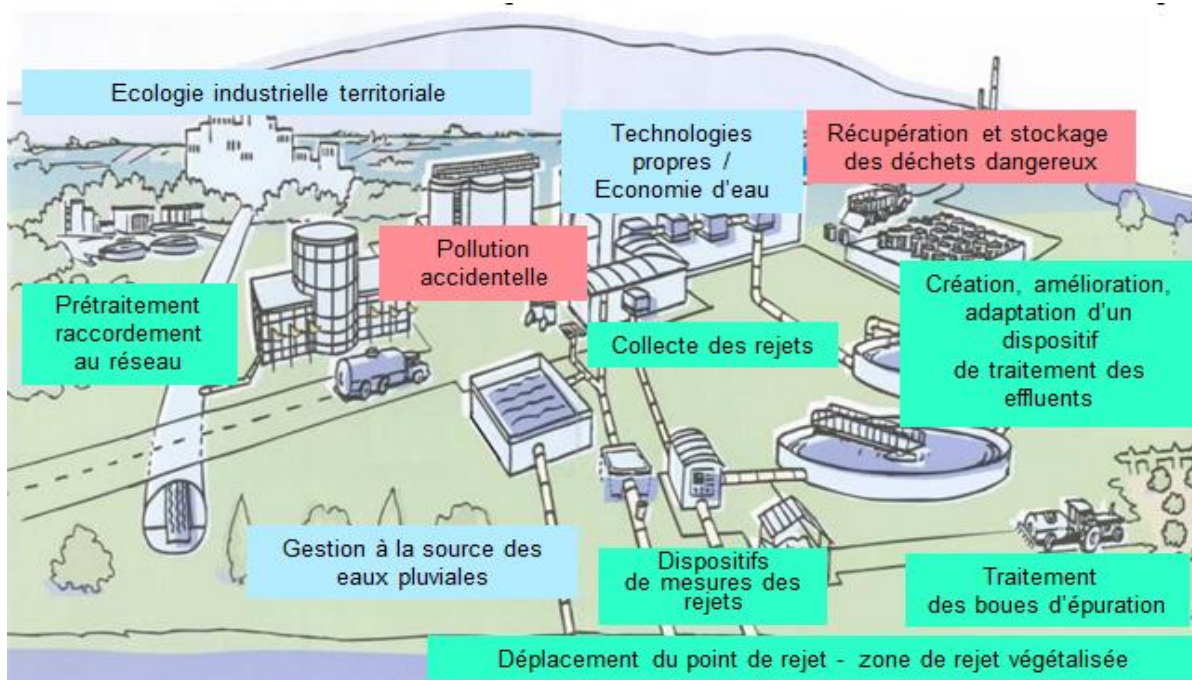 Ecologie industrielle territoriale
Technologies
propres /
Economie d'eau
Récupération et stockage
des déchets dangereux
Pollution
accidentelle
Prétraitement
raccordement
au réseau
Création, amélioration,
adaptation d'un
dispositif
de traitement des
effluents
Collecte des rejets
Gestion à la source des
eaux pluviales
Dispositifs
de mesures des
rejets
Traitement
des boues d'épuration
Déplacement du point de rejet - zone de rejet végétalisée